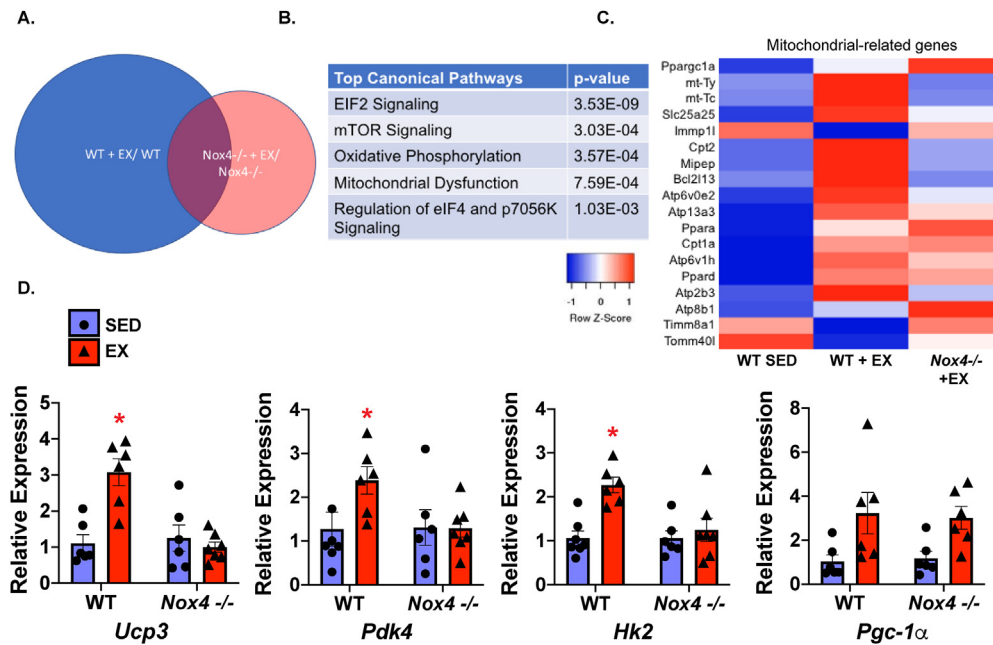 A.
B.
C.
WT + EX/ WT
Nox4-/- + EX/
Nox4-/-
Top Canonical Pathways p-value
EIF2 Signaling 3.53E-09
mTOR Signaling 3.03E-04
Oxidative Phosphorylation 3.57E-04
Mitochondrial Dysfunction 7.59E-04
Regulation of eIF4 and p7056K 1.03E-03
Signaling
-1 0 1
Row Z-Score
Mitochondrial-related genes
Ppargc1a
mt-Ty
mt-Tc
Slc25a25
Immp1l
Cpt2
Mipep
Bcl2l13
Atp6v0e2
Atp13a3
Ppara
Cpt1a
Atp6v1h
Ppard
Atp2b3
Atp8b1
Timm8a1
Tomm40l
WT SED WT + EX Nox4-/-
+EX
D.
SED
EX
Relative Expression
5
4
3
2
1
0
*
WT Nox4 -/-
Ucp3
Relative Expression
4
3
2
1
0
*
WT Nox4 -/-
Pdk4
Relative Expression
4
3
2
1
0
*
WT Nox4 -/-
Hk2
Relative Expression
8
6
4
2
0
WT Nox4 -/-
Pgc-1α